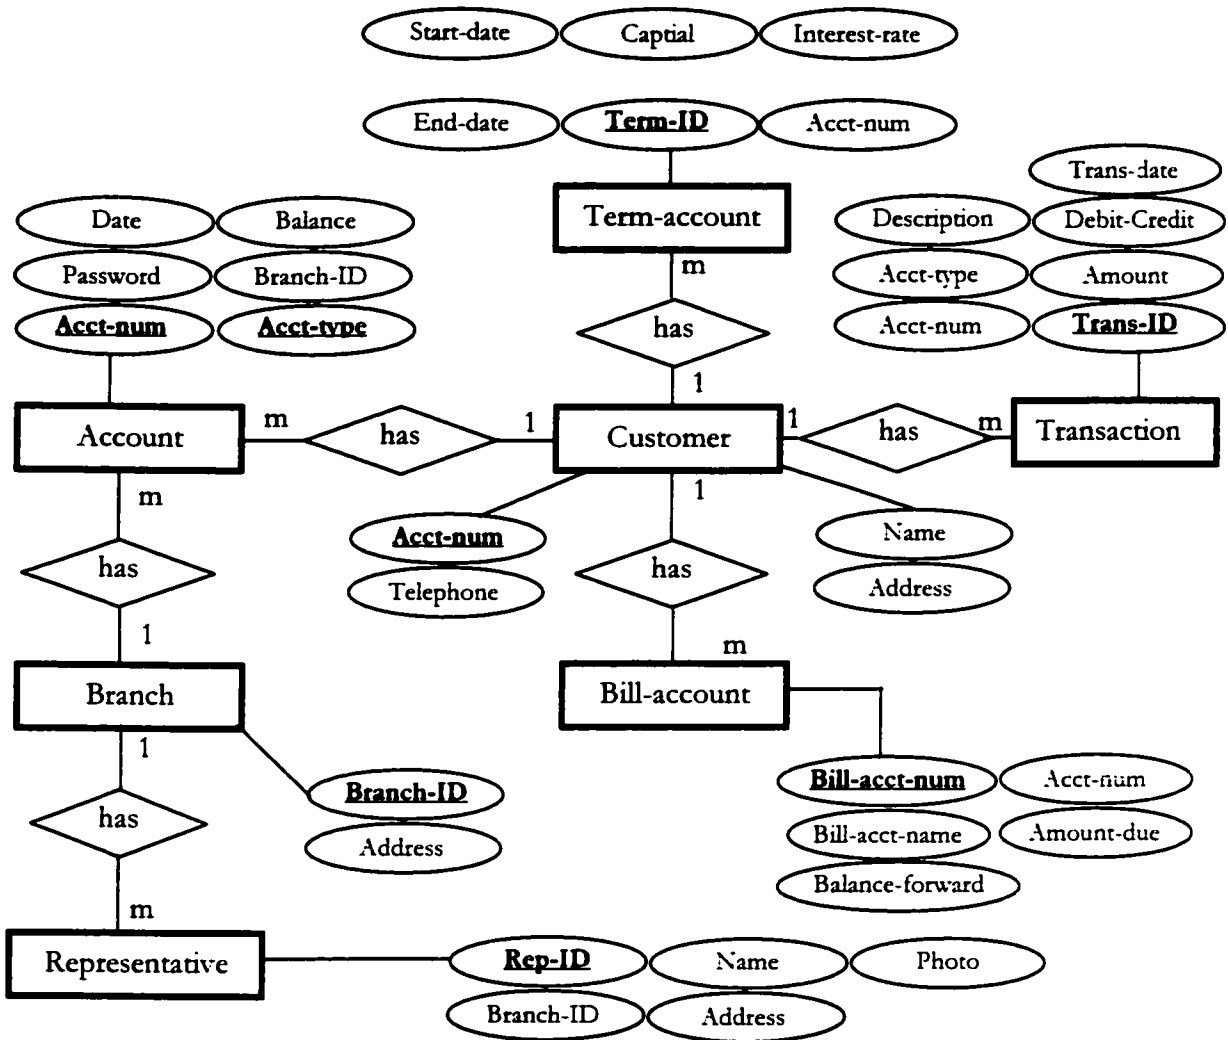 Start-date Captial Interest-rate
End-date Term-ID Acct-num
Trans-date
Date Balance
Term-account
Description Debit-Credit
m
Password Branch-ID
Acct-type Amount
Acct-num Acct-type
has
Acct-num Trans-ID
1
Account
m has 1
Customer
1 has m
Transaction
m
1
Acct-num
Name
has
has
Telephone
Address
1
m
Branch
Bill-account
1
Branch-ID
Bill-acct-num Acct-num
has
Address
Bill-acct-name Amount-due
Balance-forward
m
Representative
Rep-ID Name Photo
Branch-ID Address